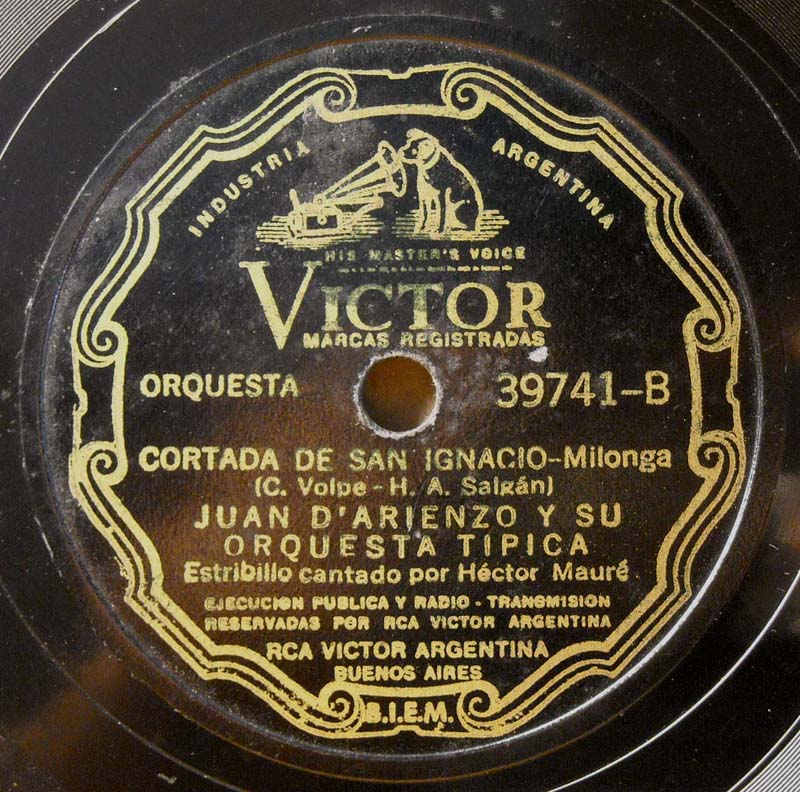 INDUSTRIA ARGENTINA
HIS MASTER'S VOICE
VICTOR
MARCAS REGISTRADAS
ORQUESTA 39741-B
CORTADA DE SAN IGNACIO-Milonga
(C. Volpe - H. A. Salgán)
JUAN D'ARIENZO Y SU
ORQUESTA TIPICA
Estribillo cantado por Héctor Mauré
EJECUCION PUBLICA Y RADIO - TRANSMISION
RESERVADAS POR RCA VICTOR ARGENTINA
RCA VICTOR ARGENTINA
BUENOS AIRES
B.I.E.M.